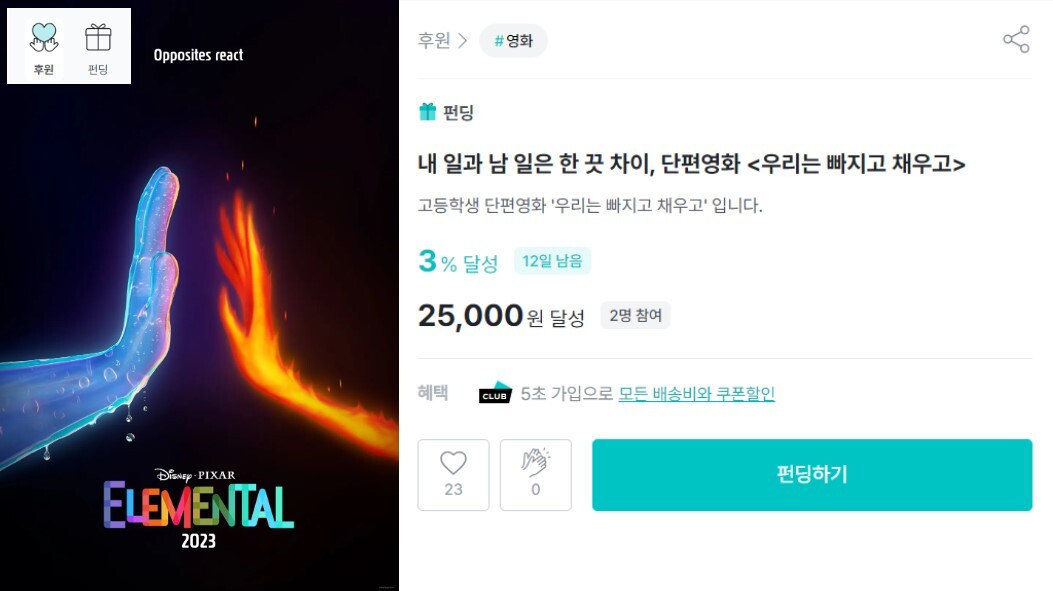 후원
펀딩
Opposites react
Disney · PIXAR
ELEMENTAL
2023
후원 > #영화
펀딩
내 일과 남 일은 한 끗 차이, 단편영화 <우리는 빠지고 채우고>
고등학생 단편영화 '우리는 빠지고 채우고' 입니다.
3% 달성 12일 남음
25,000원 달성 2명 참여
혜택 CLUB 5초 가입으로 모든 배송비와 쿠폰할인
23
0
펀딩하기